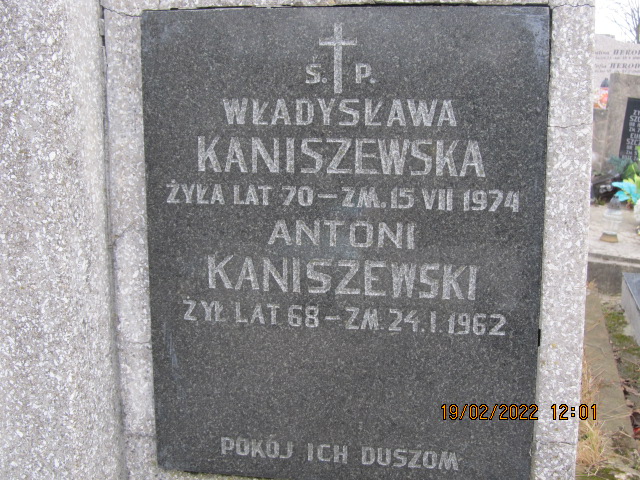 Ś. P.
WŁADYSŁAWA
KANISZEWSKA
ŻYŁA LAT 70 – ZM. 15 VII 1974
ANTONI
KANISZEWSKI
ŻYŁ LAT 68 – ZM. 24. I. 1962
POKÓJ ICH DUSZOM
19/02/2022 12:01